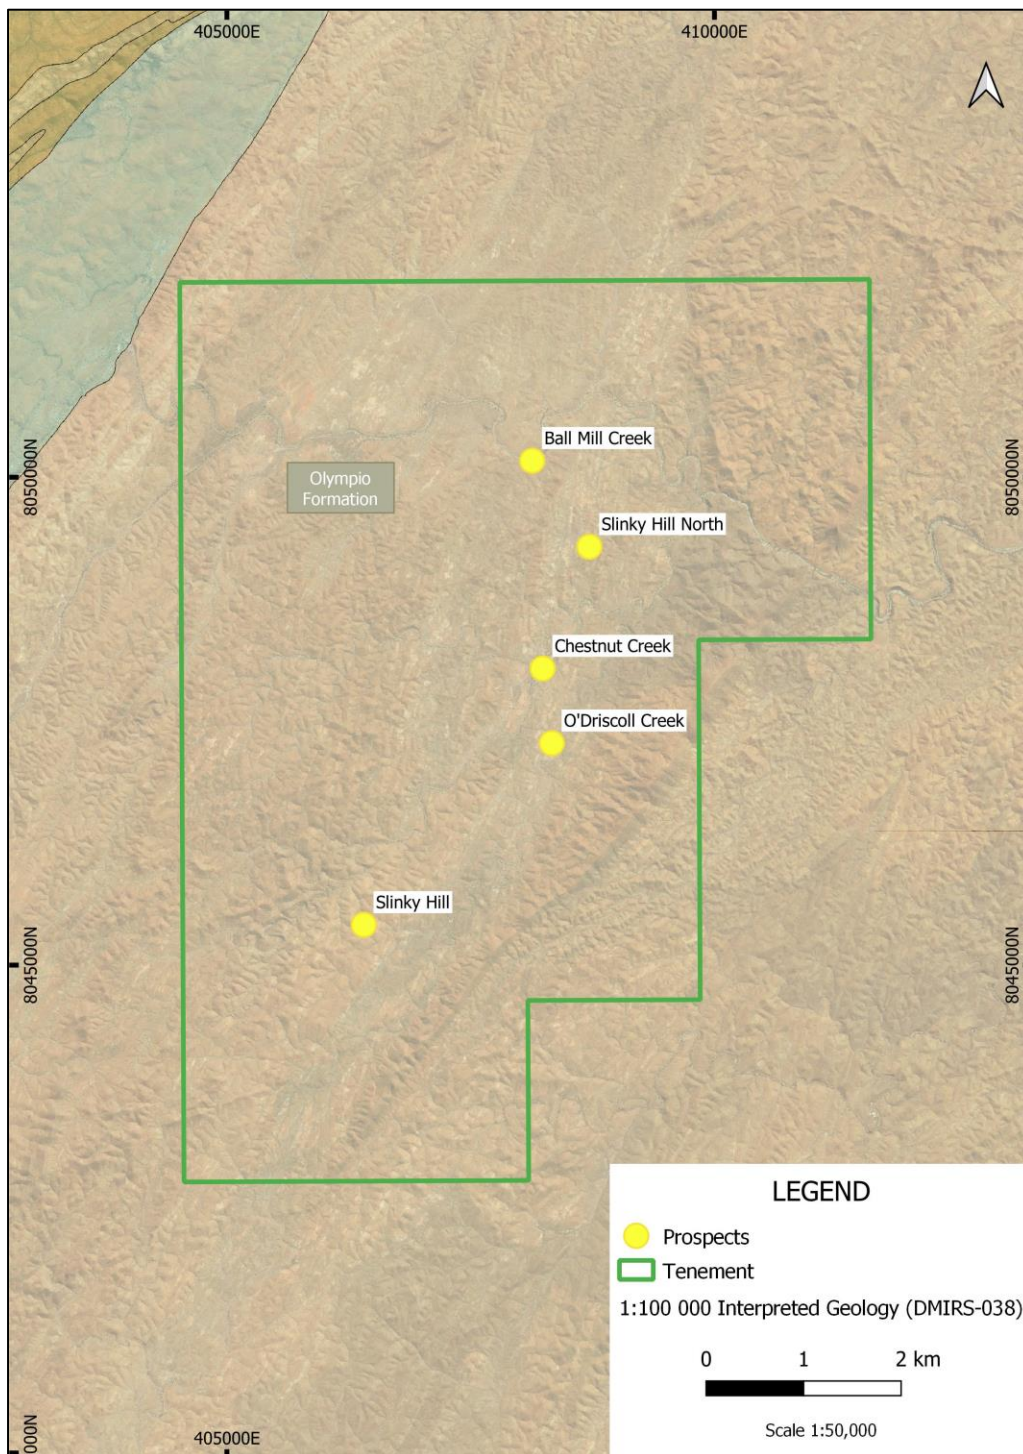 405000E
410000E
Ball Mill Creek
8050000N
8050000N
Olympio
Formation
Slinky Hill North
Chestnut Creek
O'Driscoll Creek
Slinky Hill
8045000N
8045000N
LEGEND
Prospects
Tenement
1:100 000 Interpreted Geology (DMIRS-038)
0 1 2 km
Scale 1:50,000
405000E